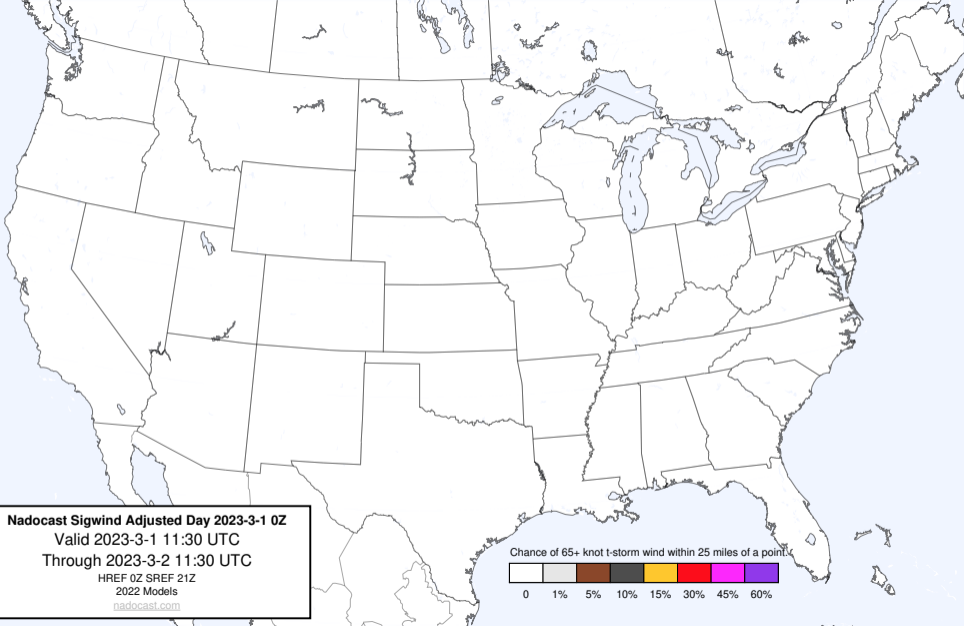 Nadocast Sigwind Adjusted Day 2023-3-1 0Z
Valid 2023-3-1 11:30 UTC
Through 2023-3-2 11:30 UTC
HREF 0Z SREF 21Z
2022 Models
nadocast.com
Chance of 65+ knot t-storm wind within 25 miles of a point.
0 1% 5% 10% 15% 30% 45% 60%